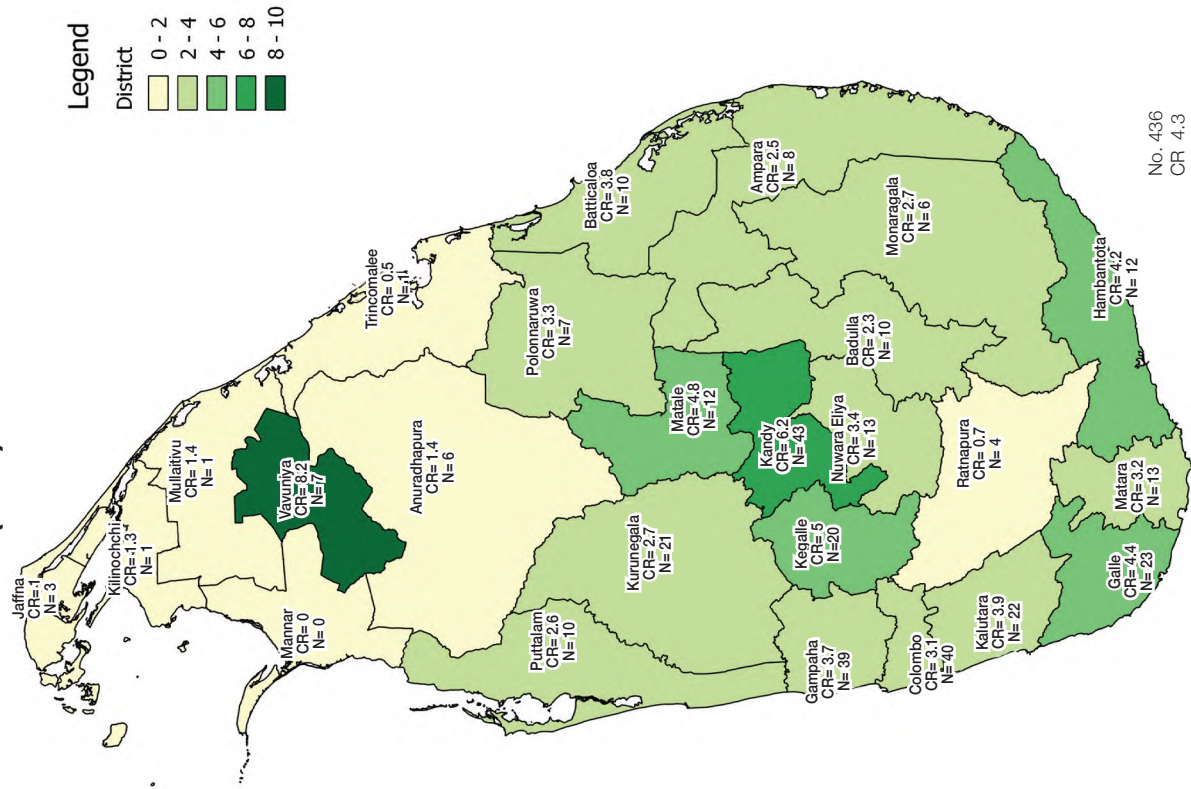 Legend
District
0 - 2
2 - 4
4 - 6
6 - 8
8 - 10
Jaffna
CR= 1
N= 3
Kilinochchi
CR= 1.3
N= 1
Mullaitivu
CR= 1.4
N= 1
Mannar
CR= 0
N= 0
Vavuniya
CR= 8.2
N= 7
Trincomalee
CR= 0.5
N= 1
Anuradhapura
CR= 1.4
N= 6
Polonnaruwa
CR= 3.3
N=7
Batticaloa
CR= 3.8
N= 10
Puttalam
CR= 2.6
N= 10
Kurunegala
CR= 2.7
N= 21
Matale
CR= 4.8
N= 12
Ampara
CR= 2.5
N= 8
Kandy
CR= 6.2
N= 43
Kegalle
CR= 5
N=20
Nuwara Eliya
CR= 3.4
N=13
Badulla
CR= 2.3
N= 10
Monaragala
CR= 2.7
N= 6
Gampaha
CR= 3.7
N= 39
Colombo
CR= 3.1
N= 40
Kalutara
CR= 3.9
N= 22
Ratnapura
CR= 0.7
N= 4
Galle
CR= 4.4
N= 23
Matara
CR= 3.2
N= 13
Hambantota
CR= 4.2
N= 12
No. 436
CR 4.3